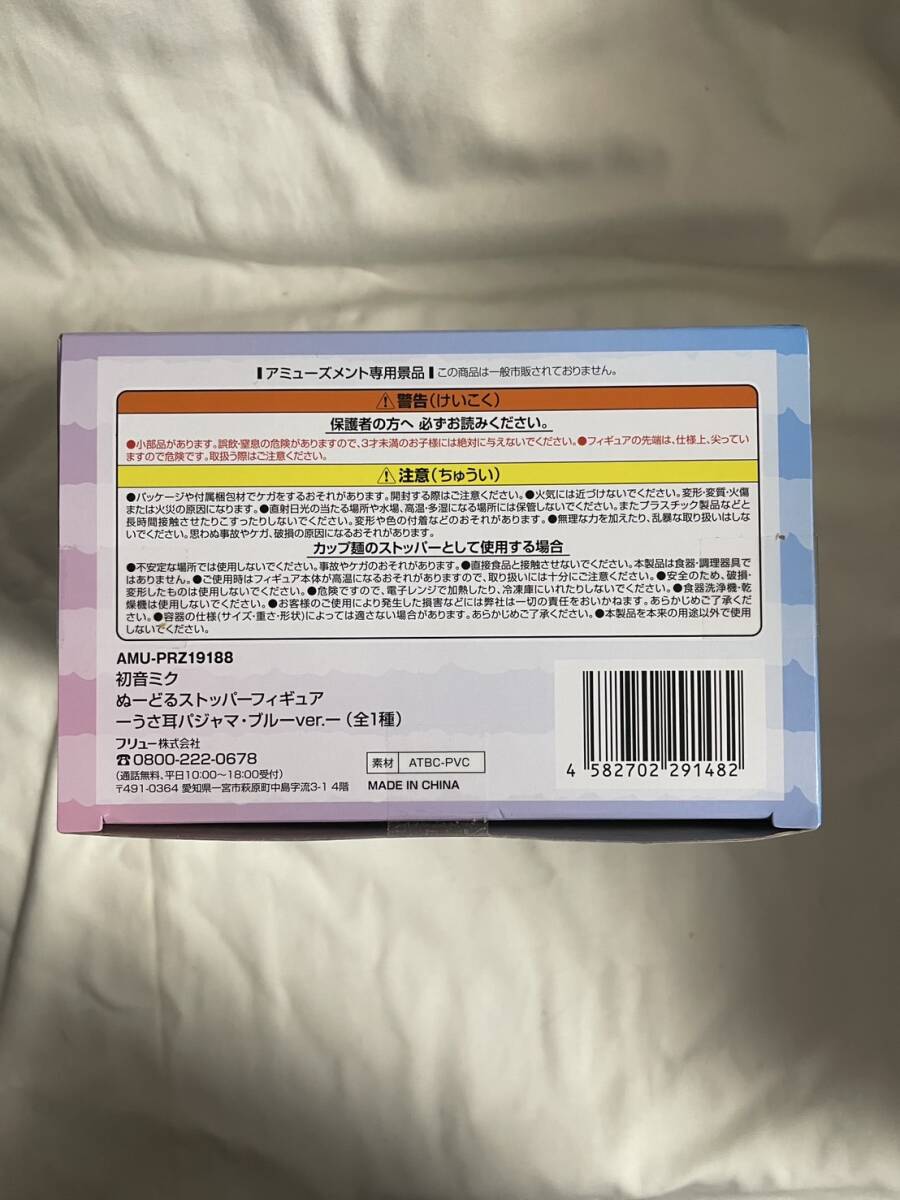 アミューズメント専用景品 この商品は一般市販されておりません。
⚠警告(けいこく)
保護者の方へ 必ずお読みください。
●小部品があります。誤飲・窒息の危険がありますので、3才未満のお子様には絶対に与えないでください。●フィギュアの先端は、仕様上、尖ってい
ますので危険です。取扱う際はご注意ください。
⚠注意(ちゅうい)
●パッケージや付属梱包材でケガをするおそれがあります。開封する際はご注意ください。●火気には近づけないでください。変形・変質・火傷
または火災の原因になります。●直射日光の当たる場所や水場、高温・多湿になる場所には保管しないでください。またプラスチック製品などと
長時間接触させたりこすったりしないでください。変形や色の付着などのおそれがあります。●無理な力を加えたり、乱暴な取り扱いはしな
いでください。思わぬ事故やケガ、破損の原因になるおそれがあります。
カップ麺のストッパーとして使用する場合
●不安定な場所では使用しないでください。事故やケガのおそれがあります。●直接食品と接触させないでください。本製品は食器・調理器具で
はありません。●ご使用時はフィギュア本体が高温になるおそれがありますので、取り扱いには十分にご注意ください。●安全のため、破損・
変形したものは使用しないでください。●危険ですので、電子レンジで加熱したり、冷凍庫にいれたりしないでください。●食器洗浄機・乾
燥機は使用しないでください。●お客様のご使用により発生した損害などには弊社は一切の責任をおいかねます。あらかじめご了承くださ
い。●容器の仕様(サイズ・重さ・形状)によっては適さない場合があります。あらかじめご了承ください。●本製品を本来の用途以外で使用
しないでください。
AMU-PRZ19188
初音ミク
ぬーどるストッパーフィギュア
ーうさ耳パジャマ・ブルーver.ー(全1種)
フリュー株式会社
☎0800-222-0678
(通話無料、平日10:00～18:00受付)
〒491-0364 愛知県一宮市萩原町中島字流3-1 4階
素材 ATBC-PVC
MADE IN CHINA
4 582702 291482